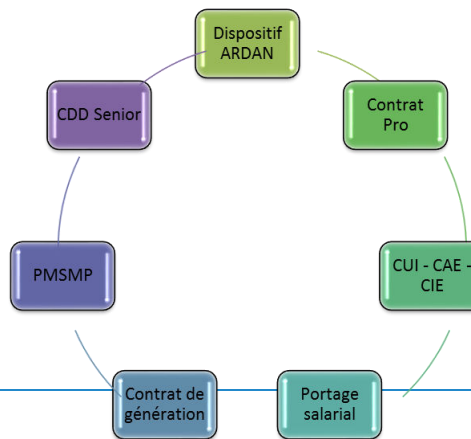 Dispositif
ARDAN
Contrat
Pro
CUI - CAE -
CIE
Portage
salarial
Contrat de
génération
PMSMP
CDD Senior